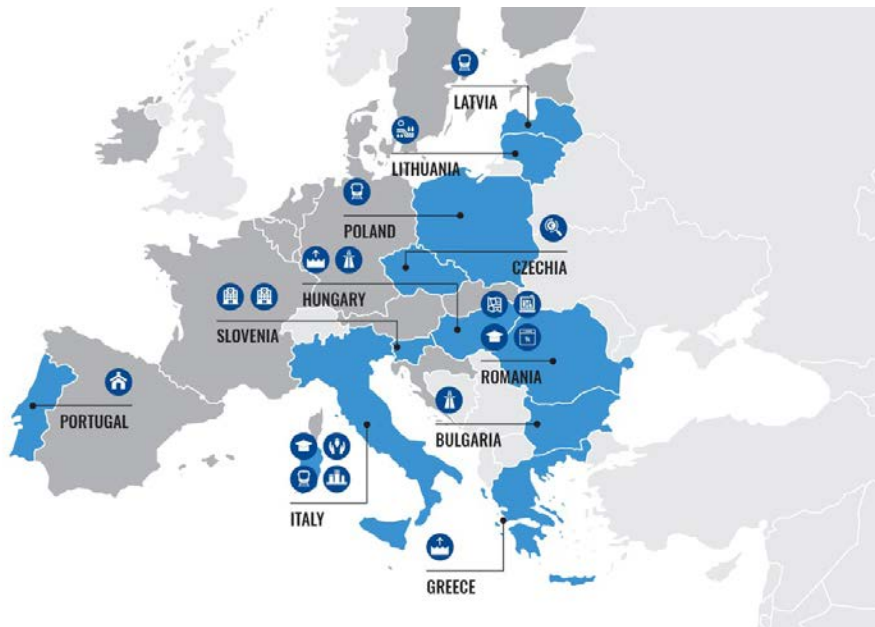 LATVIA
LITHUANIA
POLAND
CZECHIA
HUNGARY
SLOVENIA
ROMANIA
PORTUGAL
BULGARIA
ITALY
GREECE